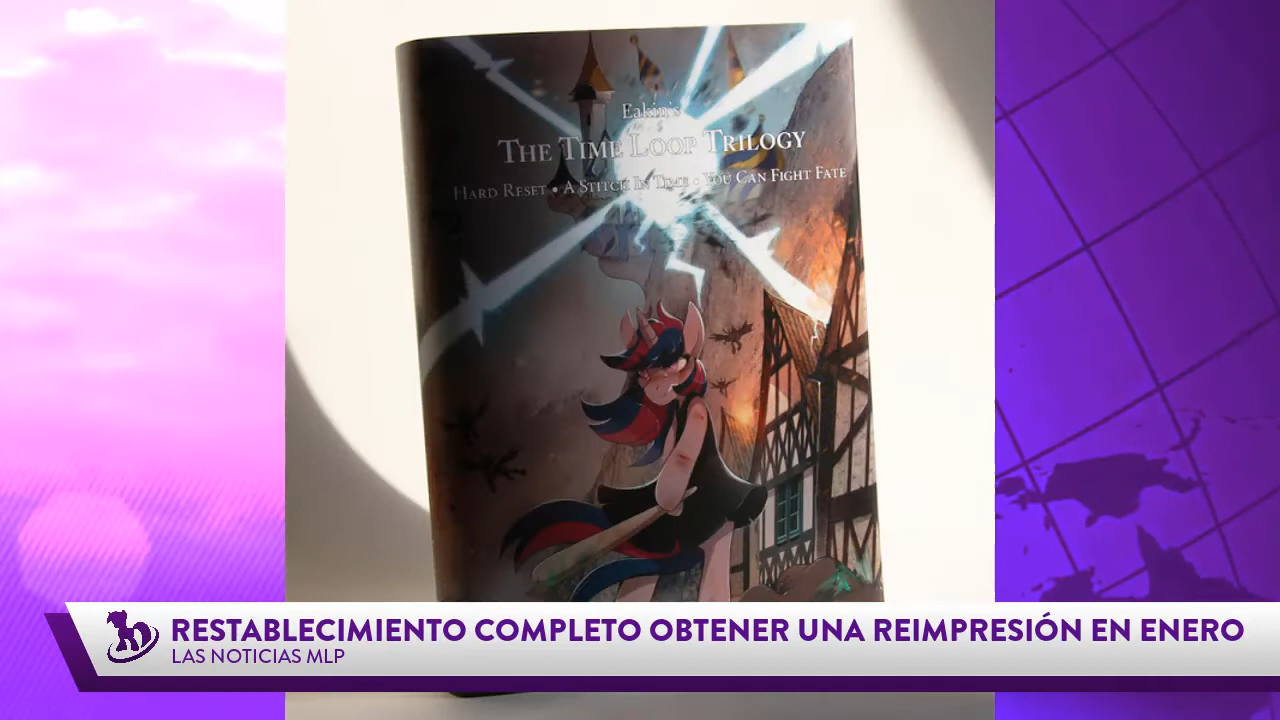 Eakin's
THE TIME LOOP TRILOGY
HARD RESET • A STITCH IN TIME • YOU CAN FIGHT FATE
RESTABLECIMIENTO COMPLETO OBTENER UNA REIMPRESIÓN EN ENERO
LAS NOTICIAS MLP